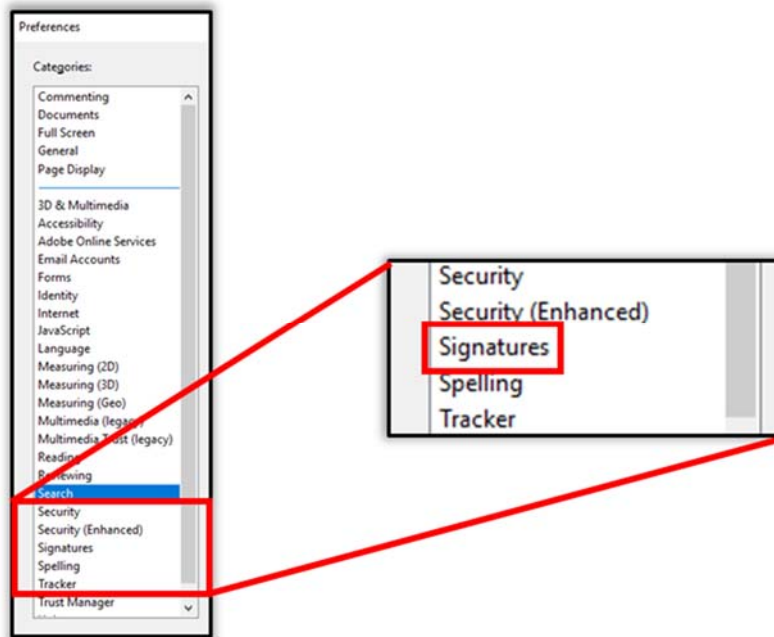 Preferences
Categories:
Commenting
Documents
Full Screen
General
Page Display
3D & Multimedia
Accessibility
Adobe Online Services
Email Accounts
Forms
Identity
Internet
JavaScript
Language
Measuring (2D)
Measuring (3D)
Measuring (Geo)
Multimedia (legacy)
Multimedia Trust (legacy)
Reading
Reviewing
Search
Security
Security (Enhanced)
Signatures
Spelling
Tracker
Trust Manager
Security
Security (Enhanced)
Signatures
Spelling
Tracker